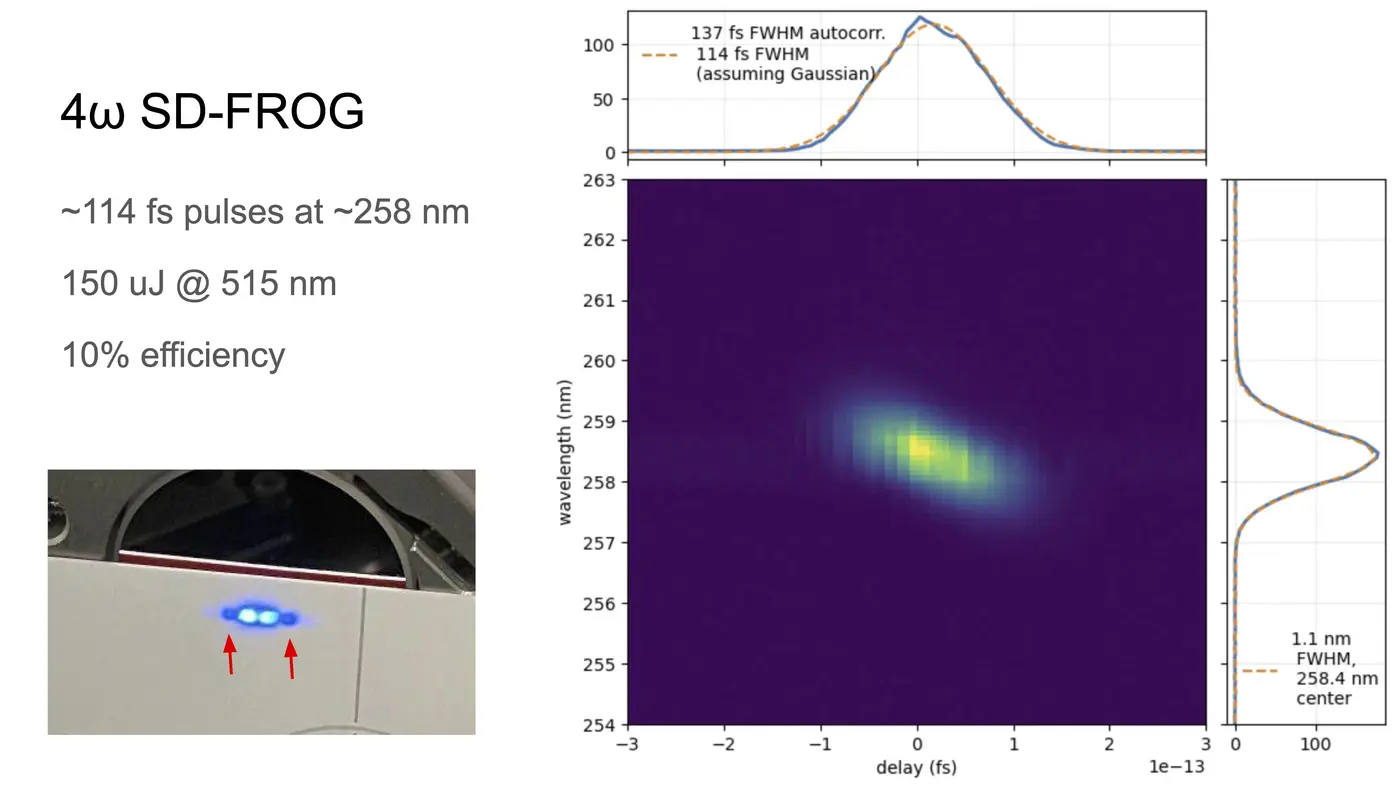 4ω SD-FROG
~114 fs pulses at ~258 nm
150 uJ @ 515 nm
10% efficiency
137 fs FWHM autocorr.
114 fs FWHM
(assuming Gaussian)
100
50
0
263
262
261
260
259
258
257
256
255
254
wavelength (nm)
−3
−2
−1
0
1
2
3
delay (fs)
1e−13
1.1 nm
FWHM,
258.4 nm
center
0
100